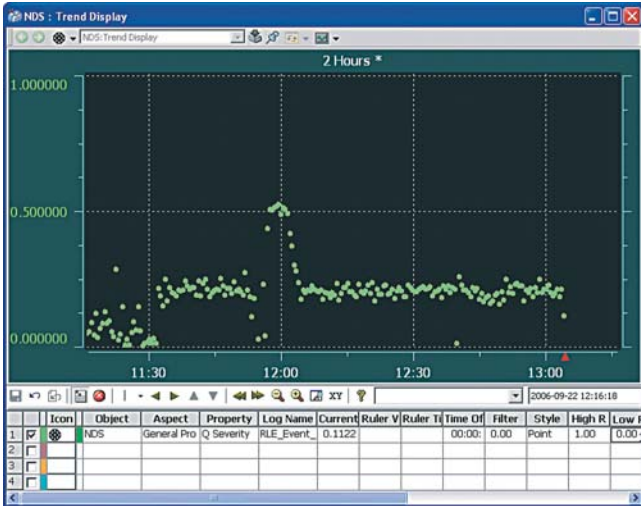 NDS : Trend Display
NDS:Trend Display
2 Hours *
1.000000
0.500000
0.000000
11:30 12:00 12:30 13:00
XY ? 2006-09-22 12:16:18
Icon Object Aspect Property Log Name Current Ruler V Ruler Ti Time Of Filter Style High R Low R
1 NDS General Pro Q Severity RLE_Event_ 0.1122 00:00: 0.00 Point 1.00 0.00
2
3
4